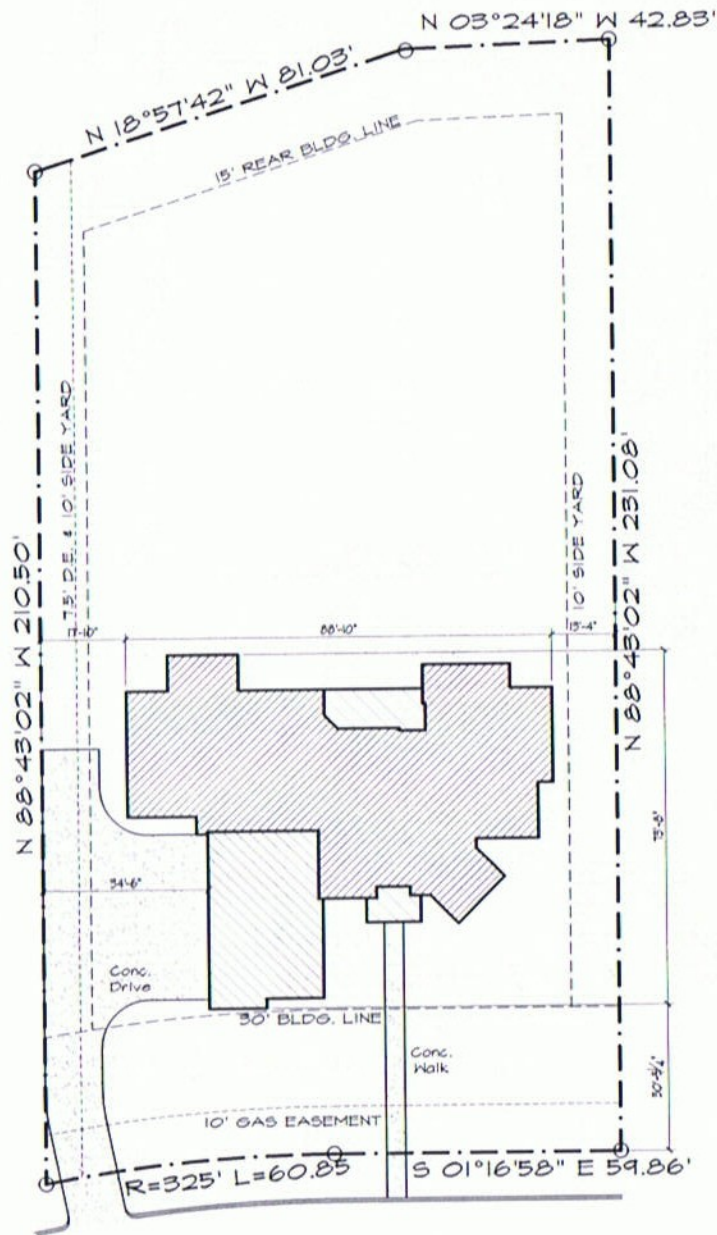 N 03°24'18" W 42.83'
N 18°57'42" W 81.03'
15' REAR BLDG. LINE
7.5' D.E. & 10' SIDE YARD
10' SIDE YARD
N 88°43'02" W 210.50'
N 88°43'02" W 231.08'
17'-10"
88'-10"
13'-4"
34'-6"
Conc.
Drive
30' BLDG. LINE
Conc.
Walk
10' GAS EASEMENT
R=325' L=60.85
S 01°16'58" E 59.86'